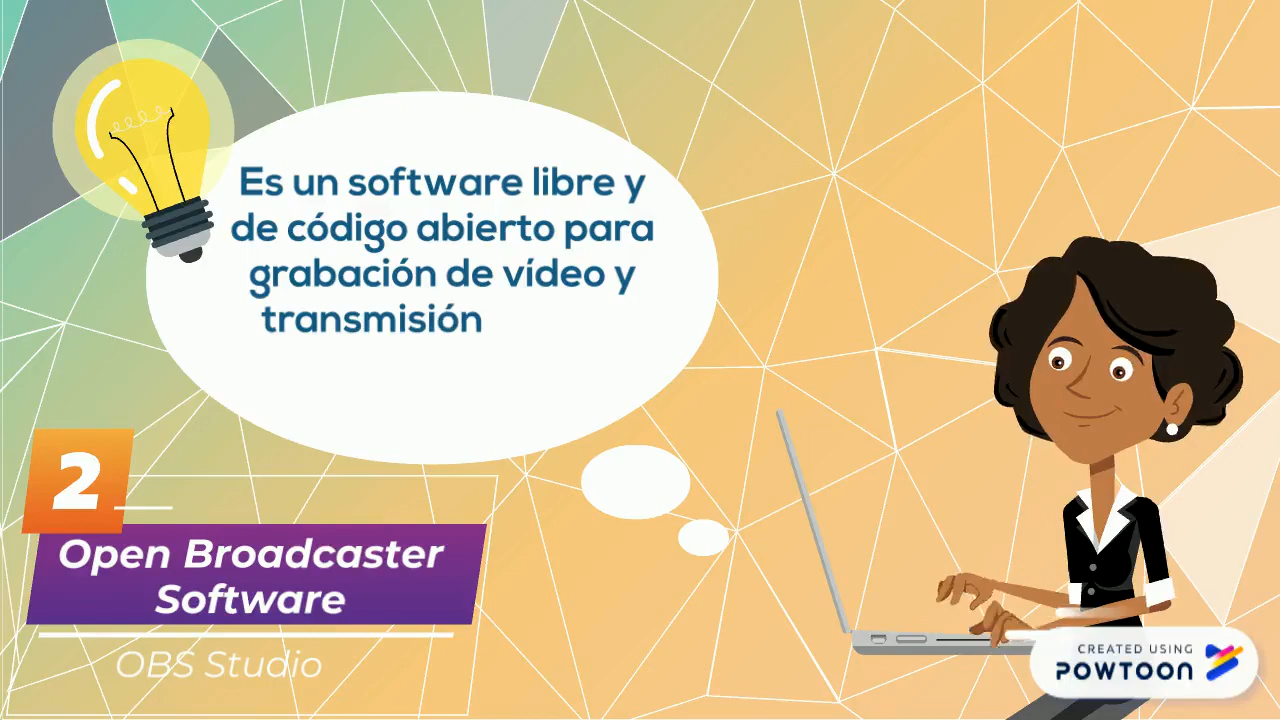 Es un software libre y
de código abierto para
grabación de vídeo y
transmisión
2
Open Broadcaster
Software
OBS Studio
CREATED USING
POWTOON